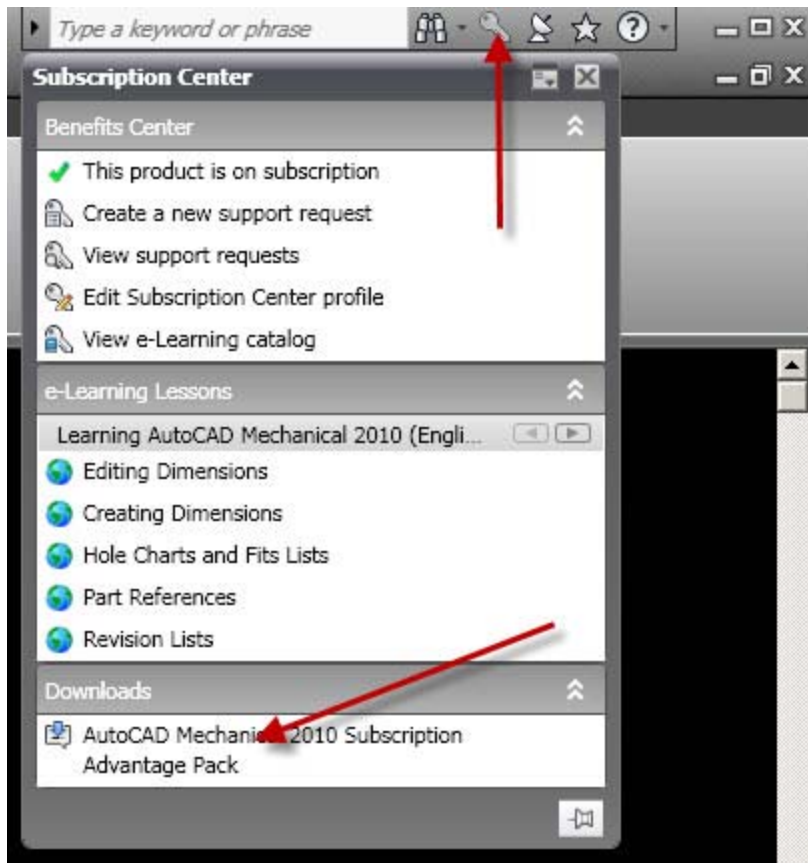 Type a keyword or phrase
Subscription Center
Benefits Center
This product is on subscription
Create a new support request
View support requests
Edit Subscription Center profile
View e-Learning catalog
e-Learning Lessons
Learning AutoCAD Mechanical 2010 (Engli...
Editing Dimensions
Creating Dimensions
Hole Charts and Fits Lists
Part References
Revision Lists
Downloads
AutoCAD Mechanical 2010 Subscription
Advantage Pack